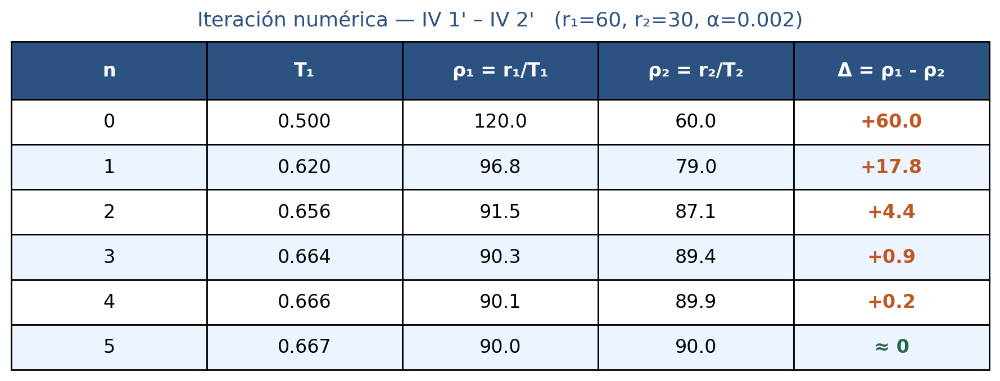 Iteración numérica — IV 1' – IV 2' (r₁=60, r₂=30, α=0.002)
n T₁ ρ₁ = r₁/T₁ ρ₂ = r₂/T₂ Δ = ρ₁ - ρ₂
0 0.500 120.0 60.0 +60.0
1 0.620 96.8 79.0 +17.8
2 0.656 91.5 87.1 +4.4
3 0.664 90.3 89.4 +0.9
4 0.666 90.1 89.9 +0.2
5 0.667 90.0 90.0 ≈ 0